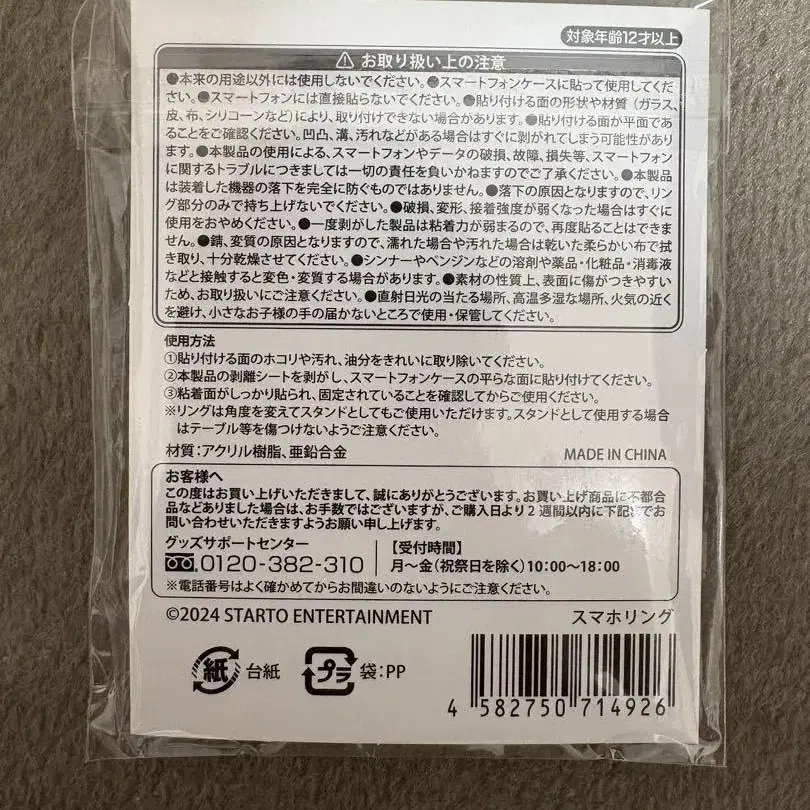 対象年齢12才以上
⚠お取り扱い上の注意
●本来の用途以外には使用しないでください。●スマートフォンケースに貼って使用してくだ
さい。●スマートフォンには直接貼らないでください。●貼り付ける面の形状や材質（ガラス、
皮、布、シリコーンなど）により、取り付けできない場合があります。●貼り付ける面が平面であ
ることをご確認ください。凹凸、溝、汚れなどがある場合はすぐに剥がれてしまう可能性があり
ます。●本製品の使用による、スマートフォンやデータの破損、故障、損失等、スマートフォン
に関するトラブルにつきましては一切の責任を負いかねますのでご了承ください。●本製品
は装着した機器の落下を完全に防ぐものではありません。●落下の原因となりますので、リン
グ部分のみで持ち上げないでください。●破損、変形、接着強度が弱くなった場合はすぐに
使用をおやめください。●一度剥がした製品は粘着力が弱まるので、再度貼ることはできま
せん。●錆、変質の原因となりますので、濡れた場合や汚れた場合は乾いた柔らかい布で拭
き取り、十分乾燥させてください。●シンナーやベンジンなどの溶剤や薬品・化粧品・消毒液
などと接触すると変色・変質する場合があります。●素材の性質上、表面に傷がつきやすい
ため、お取り扱いにご注意ください。●直射日光の当たる場所、高温多湿な場所、火気の近く
を避け、小さなお子様の手の届かないところで使用・保管してください。
使用方法
①貼り付ける面のホコリや汚れ、油分をきれいに取り除いてください。
②本製品の剥離シートを剥がし、スマートフォンケースの平らな面に貼り付けてください。
③粘着面がしっかり貼られ、固定されていることを確認してからご使用ください。
※リングは角度を変えてスタンドとしてもご使用いただけます。スタンドとして使用する場合
はテーブル等を傷つけないようご注意ください。
材質：アクリル樹脂、亜鉛合金 MADE IN CHINA
お客様へ
この度はお買い上げいただきまして、誠にありがとうございます。お買い上げ商品に不都合
品などありました場合は、お手数ではございますが、ご購入日より2週間以内に下記までお
問い合わせいただきますようお願い申し上げます。
グッズサポートセンター 【受付時間】
0120-382-310 月〜金（祝祭日を除く）10:00〜18:00
※電話番号はよく確かめてからお間違いのないようにご注意ください。
©2024 STARTO ENTERTAINMENT スマホリング
紙 台紙 プラ 袋：PP
4 582750 714926